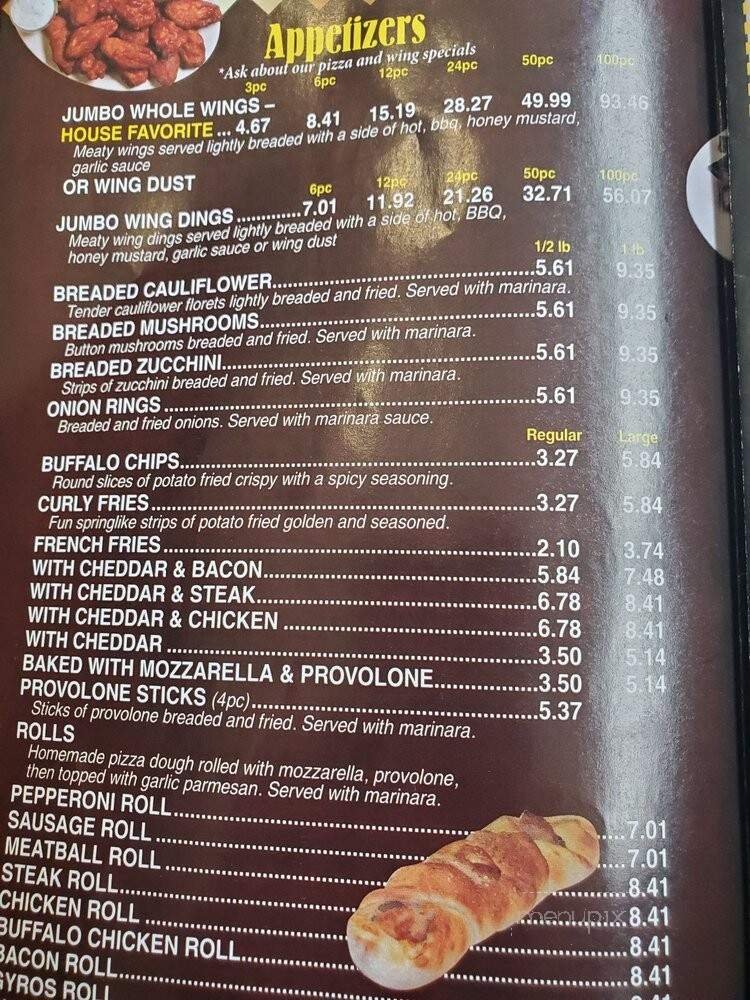 Appetizers
*Ask about our pizza and wing specials
3pc 6pc 12pc 24pc 50pc 100pc
JUMBO WHOLE WINGS –
HOUSE FAVORITE ... 4.67 8.41 15.19 28.27 49.99 93.46
Meaty wings served lightly breaded with a side of hot, bbq, honey mustard,
garlic sauce
OR WING DUST
6pc 12pc 24pc 50pc 100pc
JUMBO WING DINGS.............7.01 11.92 21.26 32.71 56.07
Meaty wing dings served lightly breaded with a side of hot, BBQ,
honey mustard, garlic sauce or wing dust
1/2 lb 1 lb
BREADED CAULIFLOWER.....5.61 9.35
Tender cauliflower florets lightly breaded and fried. Served with marinara.
BREADED MUSHROOMS.....5.61 9.35
Button mushrooms breaded and fried. Served with marinara.
BREADED ZUCCHINI.....5.61 9.35
Strips of zucchini breaded and fried. Served with marinara.
ONION RINGS.....5.61 9.35
Breaded and fried onions. Served with marinara sauce.
Regular Large
BUFFALO CHIPS.....3.27 5.84
Round slices of potato fried crispy with a spicy seasoning.
CURLY FRIES.....3.27 5.84
Fun springlike strips of potato fried golden and seasoned.
FRENCH FRIES.....2.10 3.74
WITH CHEDDAR & BACON.....5.84 7.48
WITH CHEDDAR & STEAK.....6.78 8.41
WITH CHEDDAR & CHICKEN.....6.78 8.41
WITH CHEDDAR.....3.50 5.14
BAKED WITH MOZZARELLA & PROVOLONE.....3.50 5.14
PROVOLONE STICKS (4pc).....5.37
Sticks of provolone breaded and fried. Served with marinara.
ROLLS
Homemade pizza dough rolled with mozzarella, provolone,
then topped with garlic parmesan. Served with marinara.
PEPPERONI ROLL.....7.01
SAUSAGE ROLL.....7.01
MEATBALL ROLL.....8.41
STEAK ROLL.....8.41
CHICKEN ROLL.....8.41
BUFFALO CHICKEN ROLL.....8.41
BACON ROLL
GYROS ROLL
menupix